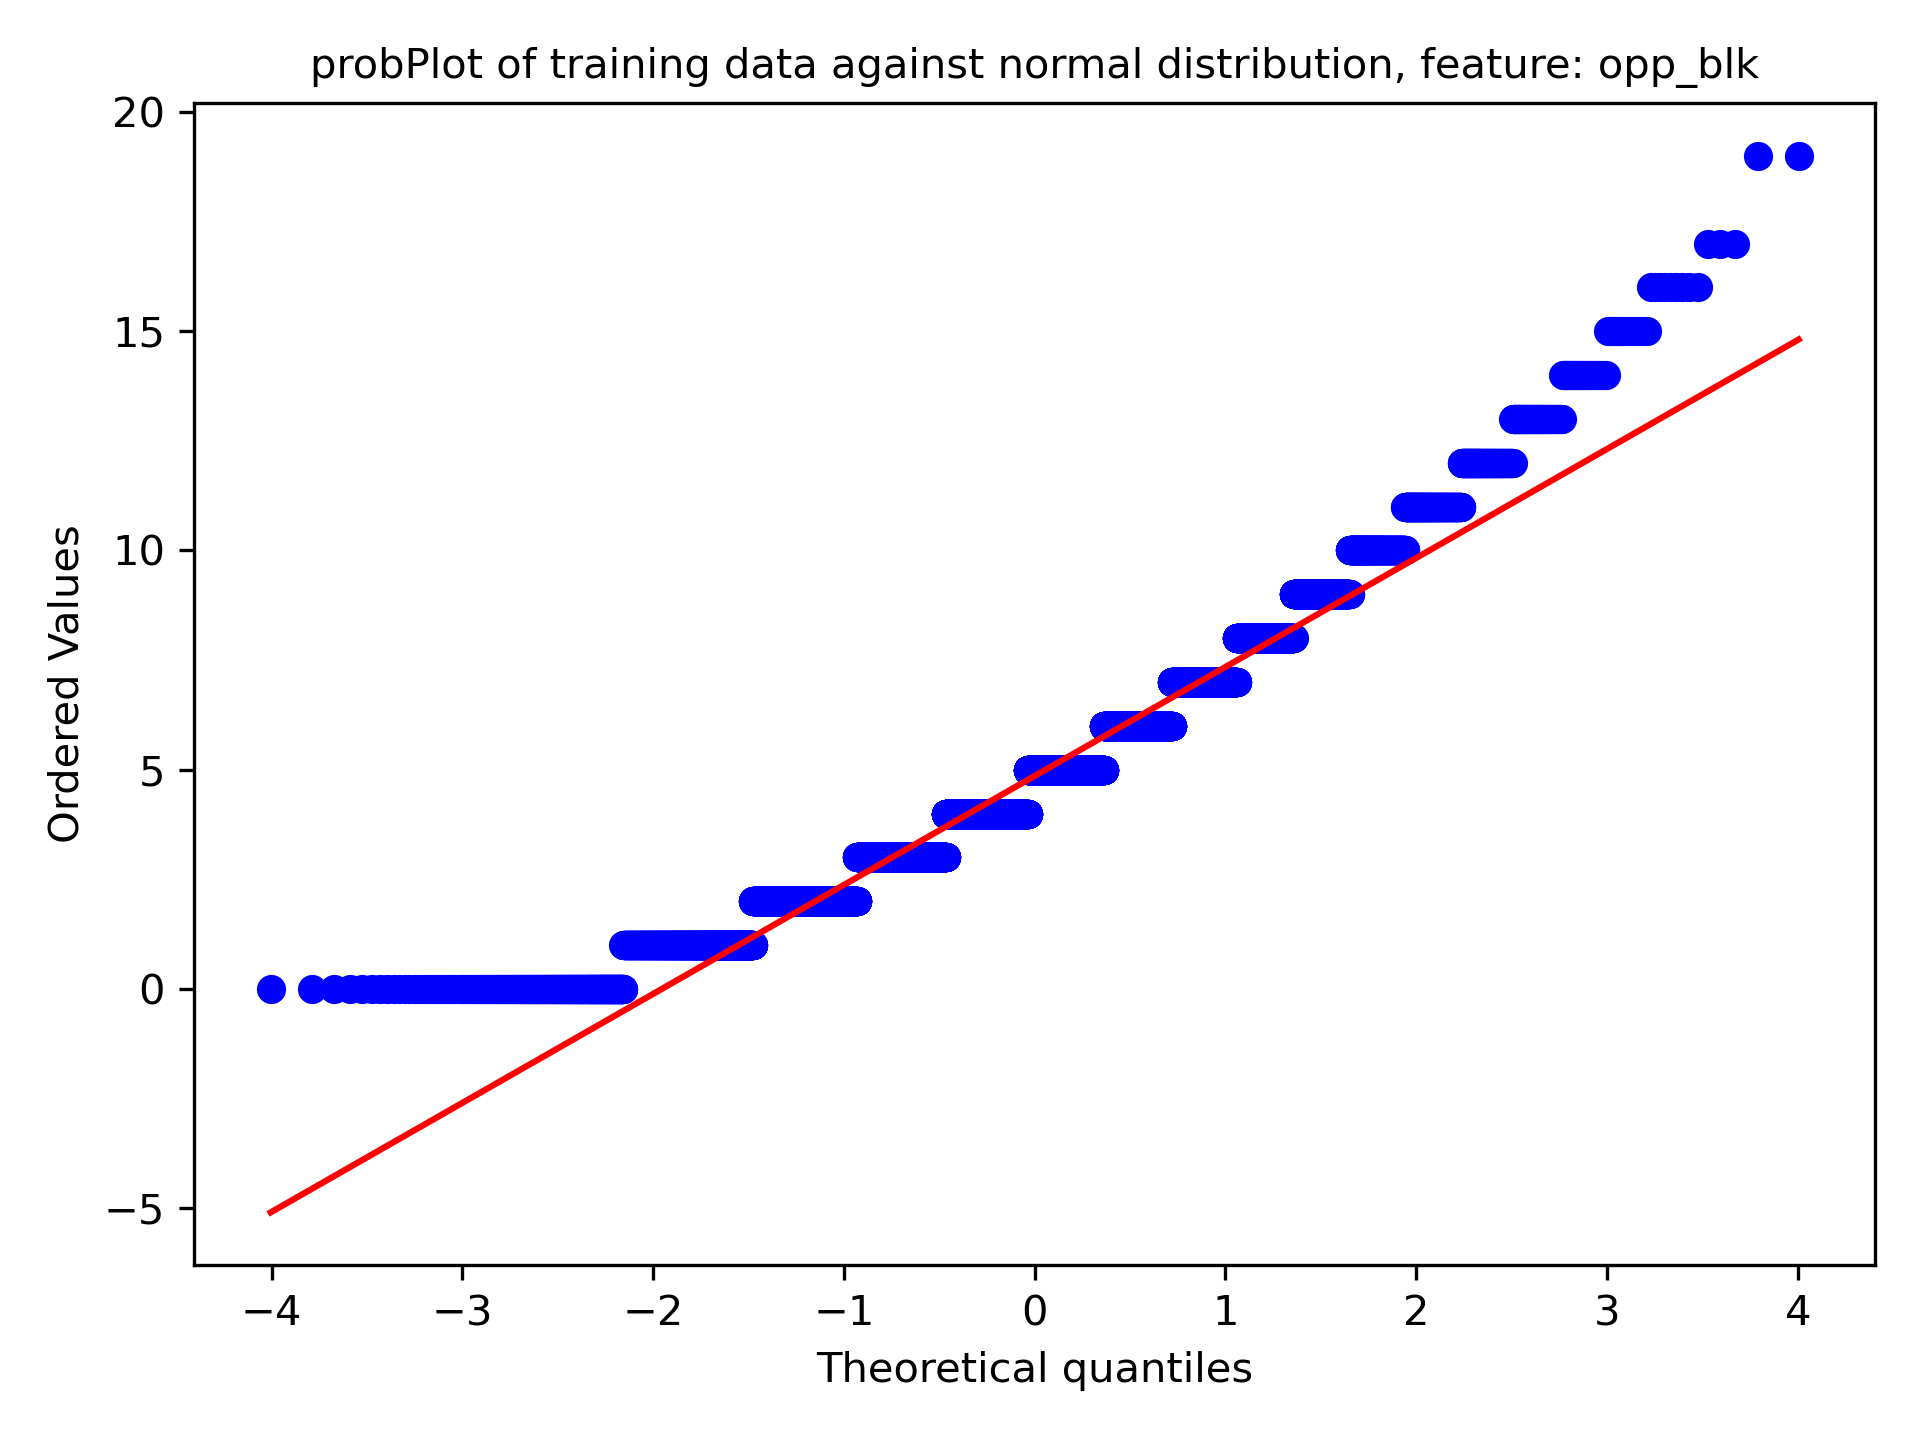 probPlot of training data against normal distribution, feature: opp_blk
20
15
10
5
0
−5
Ordered Values
−4 −3 −2 −1 0 1 2 3 4
Theoretical quantiles